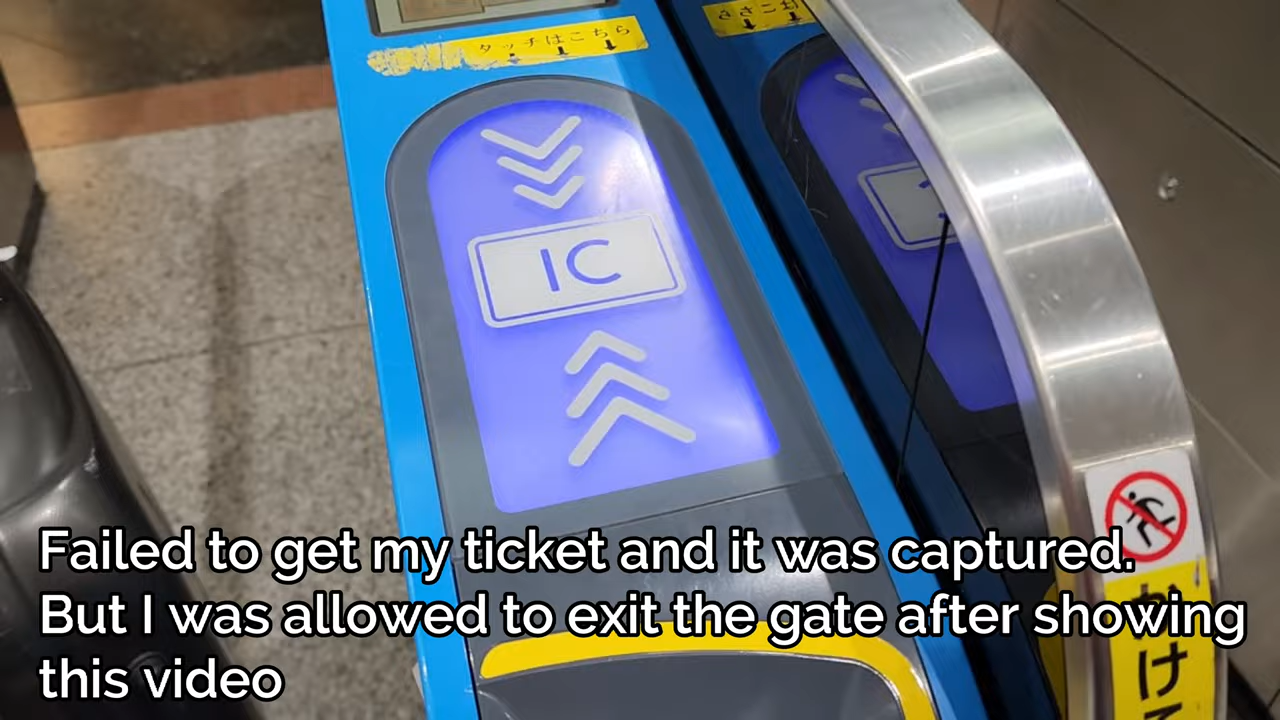 タッチはこちら
IC
Failed to get my ticket and it was captured.
But I was allowed to exit the gate after showing
this video